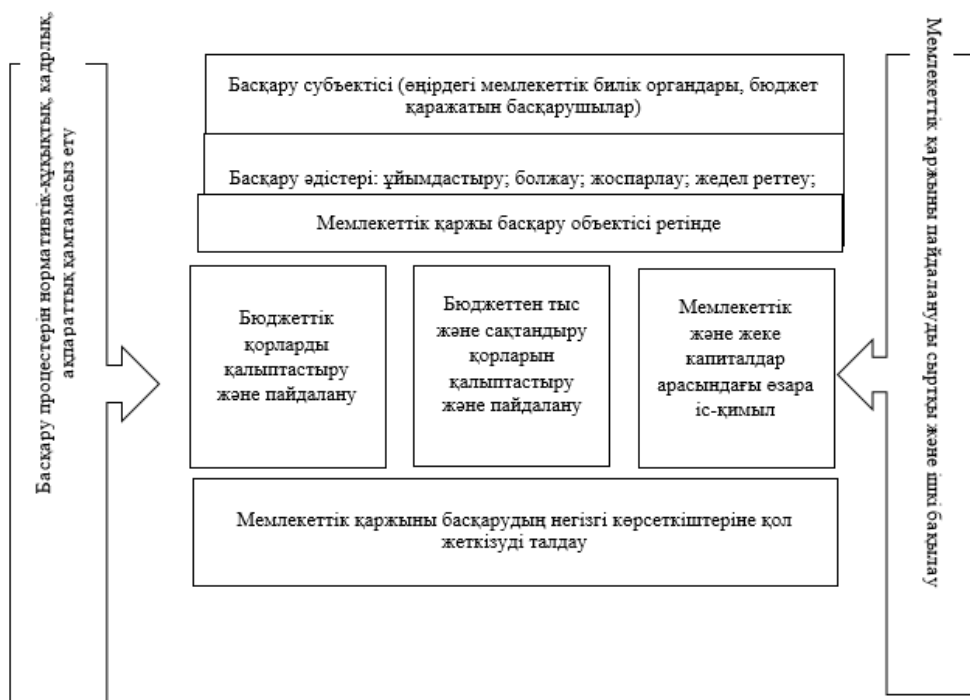 Басқару процестерін нормативтік-құқықтық, кадрлық,
ақпараттық қамтамасыз ету
Басқару субъектісі (өңірдегі мемлекеттік билік органдары, бюджет
қаражатын басқарушылар)
Басқару әдістері: ұйымдастыру; болжау; жоспарлау; жедел реттеу;
Мемлекеттік қаржы басқару объектісі ретінде
Бюджеттік
қорларды
қалыптастыру
және пайдалану
Бюджеттен тыс
және сақтандыру
қорларын
қалыптастыру
және пайдалану
Мемлекеттік
және жеке
капиталдар
арасындағы өзара
іс-қимыл
Мемлекеттік қаржыны басқарудың негізгі көрсеткіштеріне қол
жеткізуді талдау
Мемлекеттік қаржыны пайдалануды сыртқы және ішкі бақылау